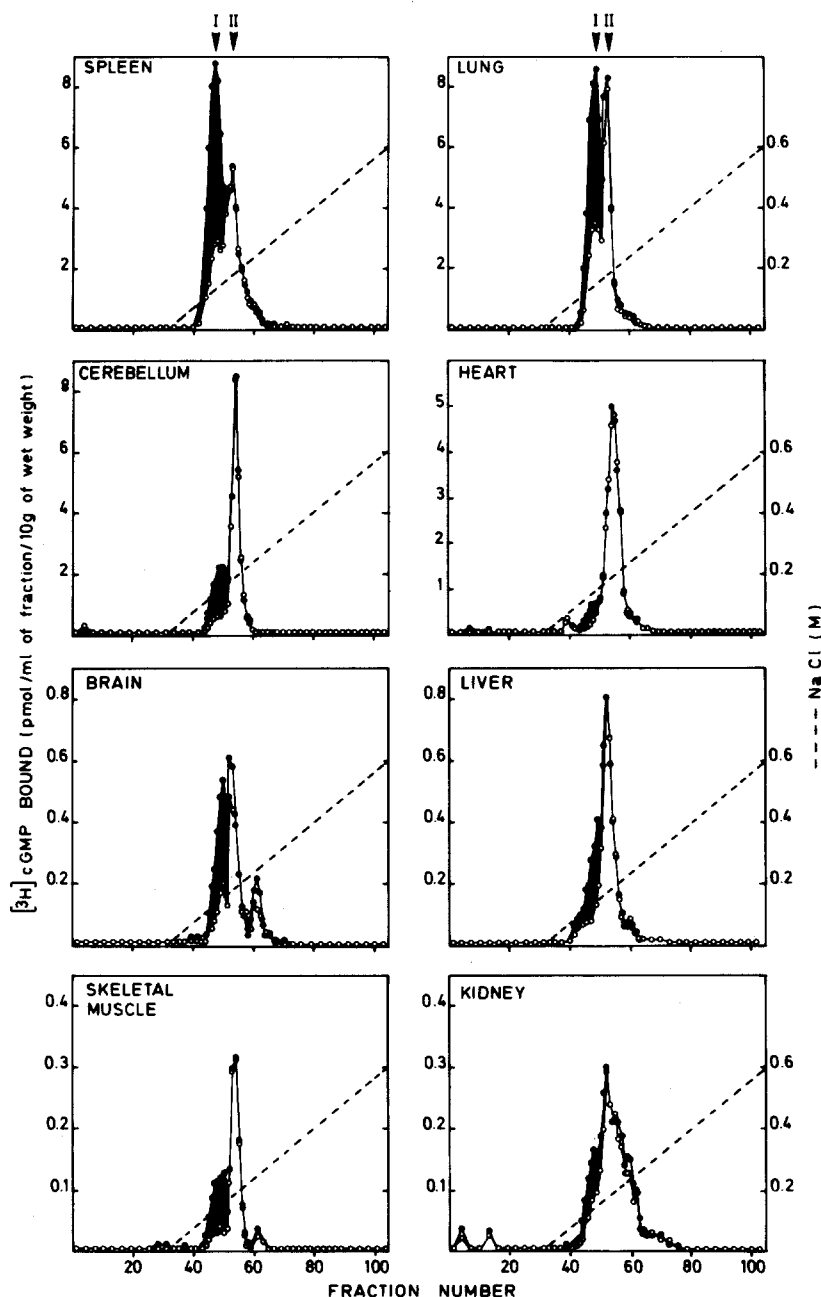 I II I II
SPLEEN LUNG
8 8
6 6 0.6
4 4 0.4
2 2 0.2
CEREBELLUM HEART
8 5
6 4 0.6
4 3 0.4
2 2 0.2
1
BRAIN LIVER
0.8 0.8
0.6 0.6 0.6
0.4 0.4 0.4
0.2 0.2 0.2
SKELETAL MUSCLE KIDNEY
0.4 0.4
0.3 0.3 0.6
0.2 0.2 0.4
0.1 0.1 0.2
20 40 60 80 100 20 40 60 80 100
FRACTION NUMBER
[3H] cGMP BOUND (pmol/ml of fraction/10g of wet weight)
---- NaCl (M)